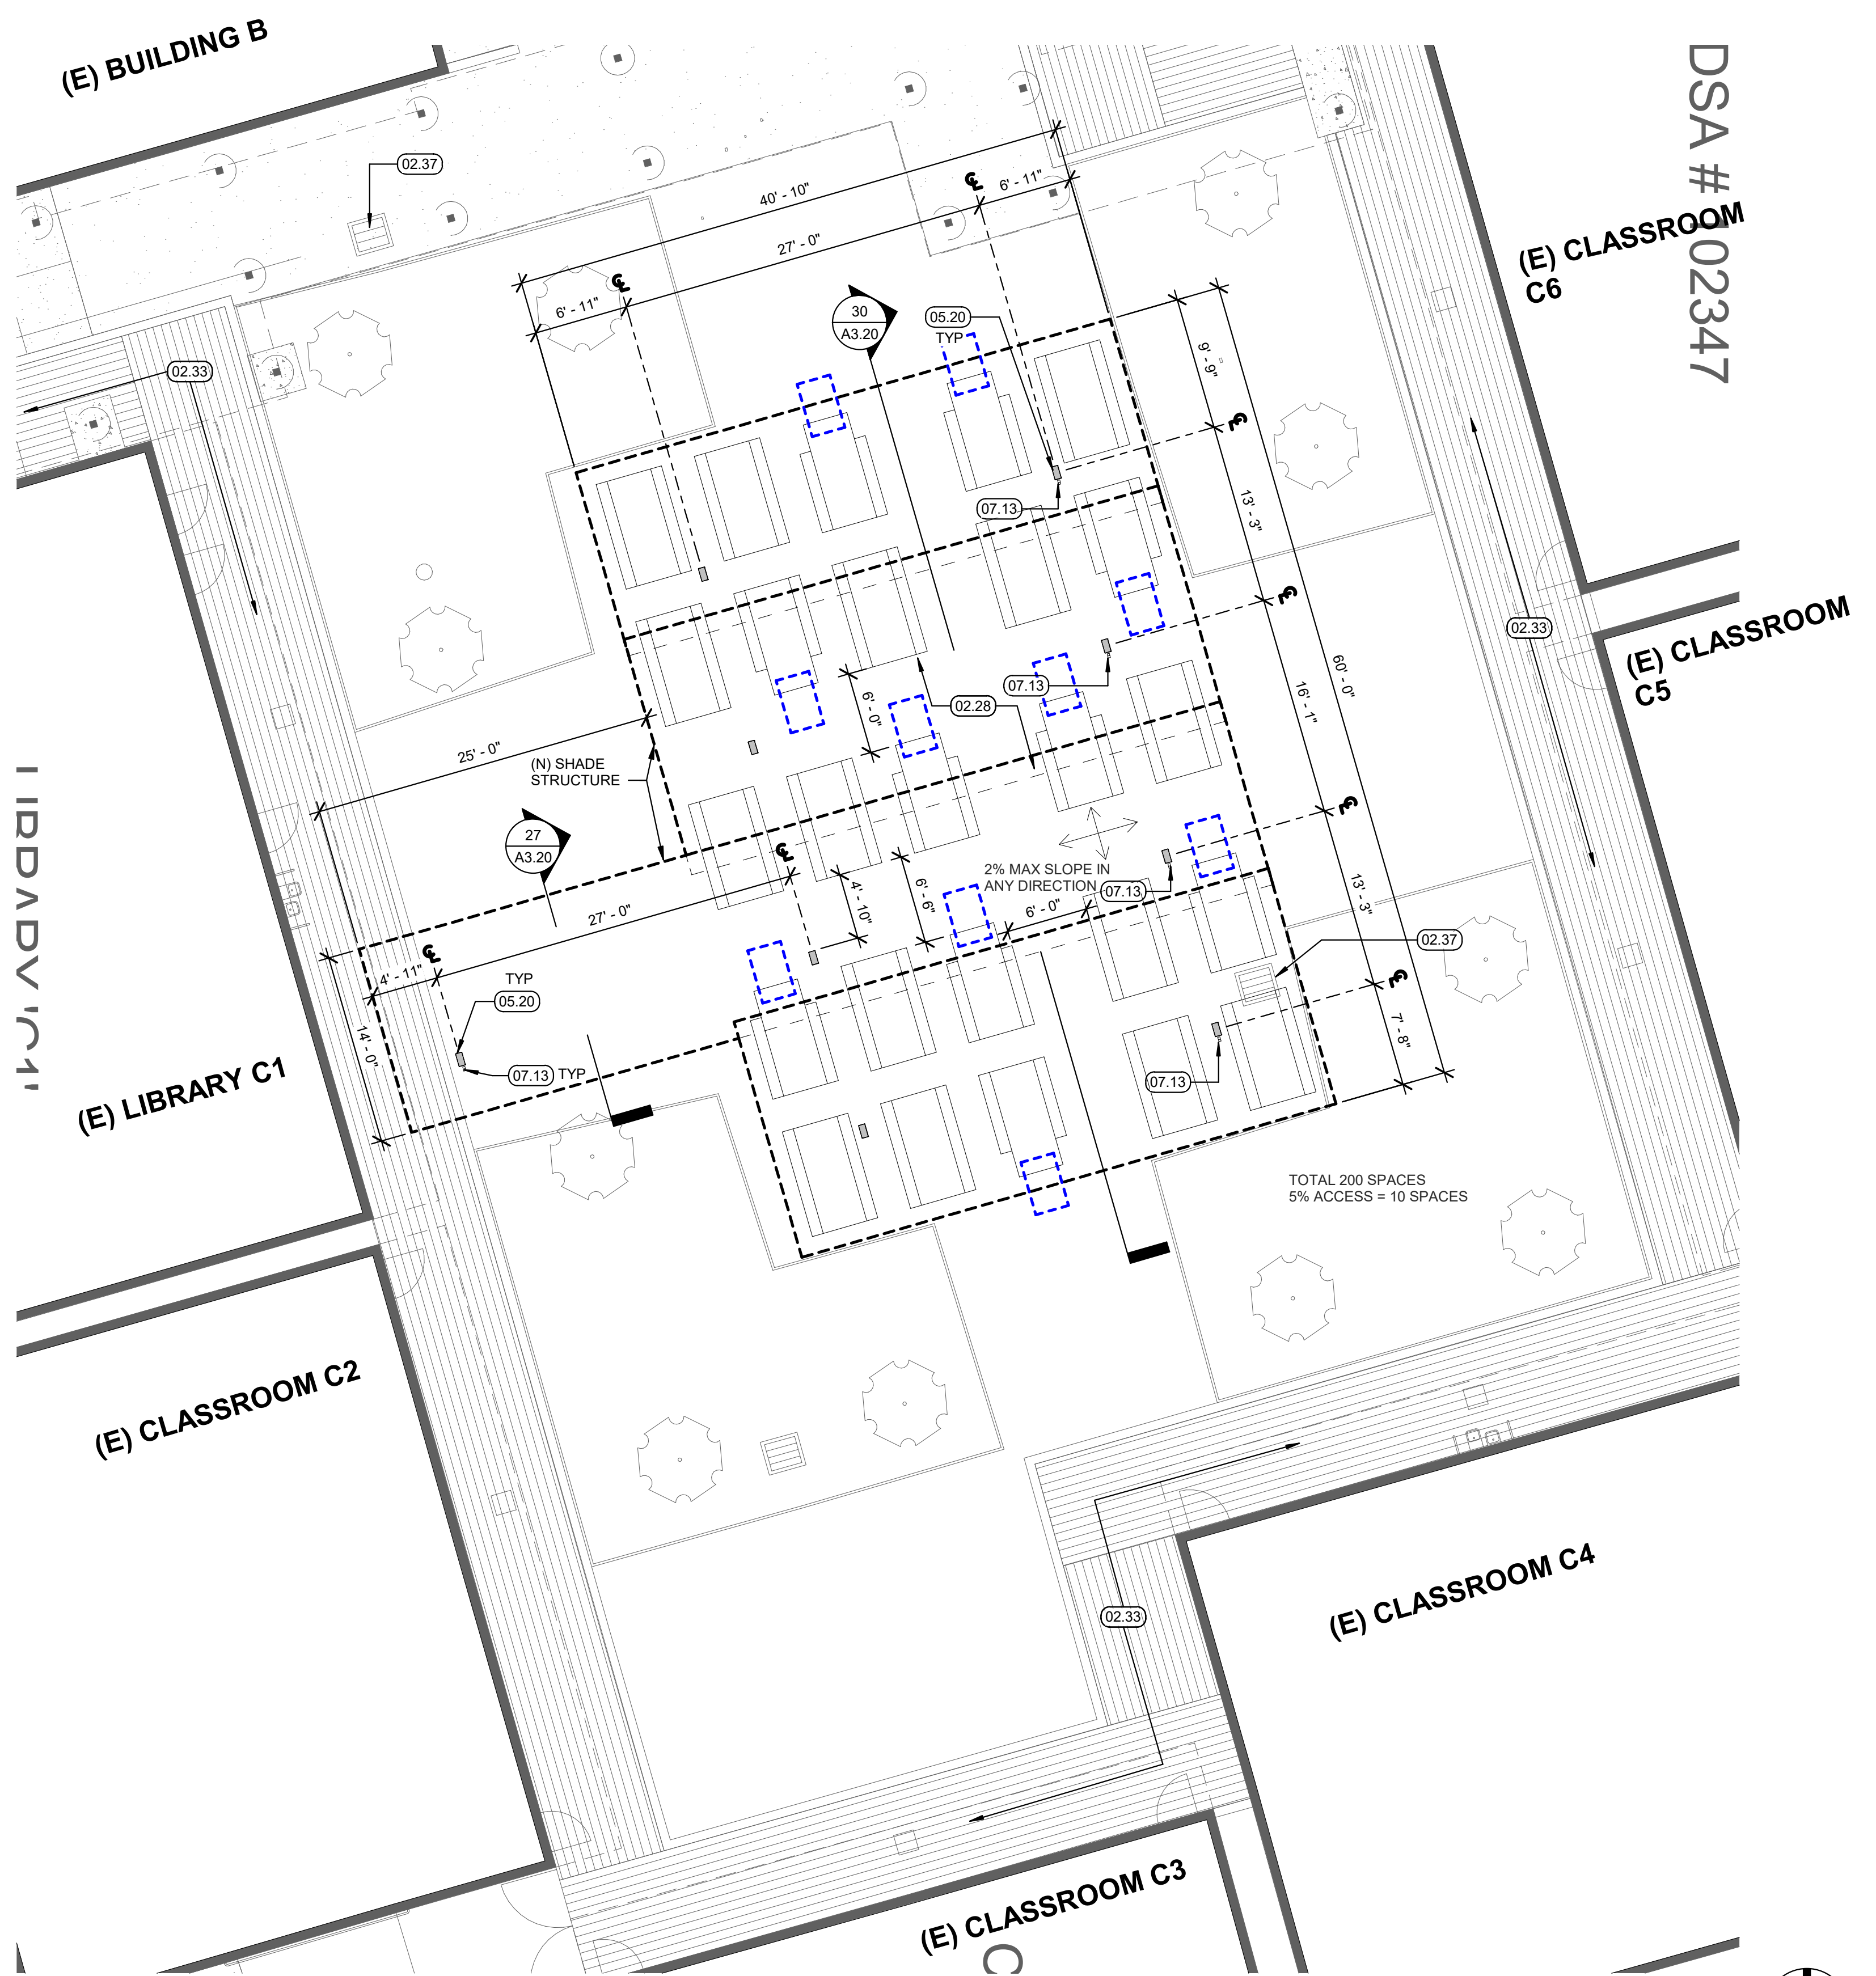 (E) BUILDING B
DSA # 102347
02.37
40' - 10"
6' - 11"
27' - 0"
6' - 11"
(E) CLASSROOM
C6
30
A3.20
05.20
TYP
9' - 9"
02.33
07.13
13' - 3"
(E) CLASSROOM
C5
02.33
60' - 0"
07.13
6' - 0"
02.28
16' - 1"
25' - 0"
(N) SHADE
STRUCTURE
27
A3.20
2% MAX SLOPE IN
ANY DIRECTION
07.13
4' - 10"
6' - 6"
6' - 0"
13' - 3"
27' - 0"
02.37
4' - 11"
TYP
05.20
14' - 0"
07.13 TYP
7' - 8"
07.13
(E) LIBRARY C1
TOTAL 200 SPACES
5% ACCESS = 10 SPACES
(E) CLASSROOM C2
(E) CLASSROOM C4
02.33
(E) CLASSROOM C3
C